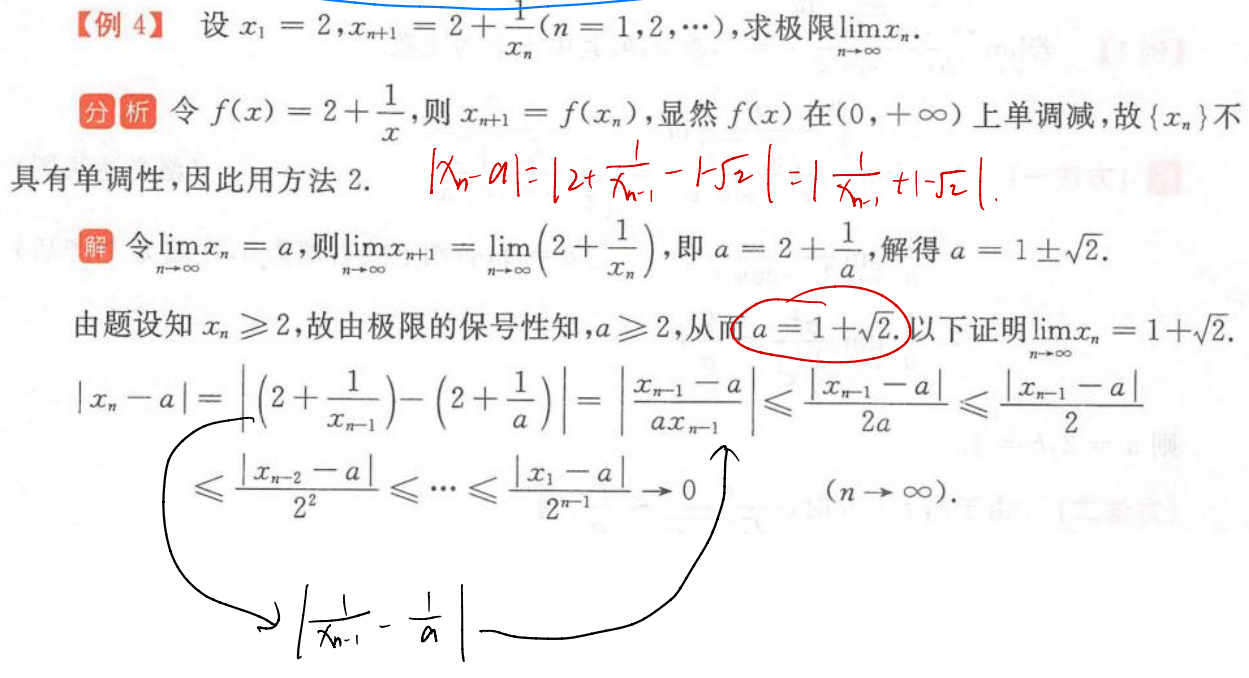 【例 4】 设 x₁ = 2, xₙ₊₁ = 2 + 1/xₙ (n = 1,2,⋯),求极限 lim_{n→∞} xₙ.
分析 令 f(x) = 2 + 1/x,则 xₙ₊₁ = f(xₙ),显然 f(x) 在(0, +∞) 上单调减,故{xₙ}不
具有单调性,因此用方法 2. |xₙ - a| = |2 + 1/xₙ₋₁ - 1-√2| = |1/xₙ₋₁ + 1-√2|.
解 令 lim_{n→∞} xₙ = a,则 lim_{n→∞} xₙ₊₁ = lim_{n→∞} (2 + 1/xₙ),即 a = 2 + 1/a,解得 a = 1 ± √2.
由题设知 xₙ ⩾ 2,故由极限的保号性知,a ⩾ 2,从而 a = 1 + √2. 以下证明 lim_{n→∞} xₙ = 1 + √2.
|xₙ - a| = |(2 + 1/xₙ₋₁) - (2 + 1/a)| = |(xₙ₋₁ - a)/(axₙ₋₁)| ⩽ |xₙ₋₁ - a|/2a ⩽ |xₙ₋₁ - a|/2
⩽ |xₙ₋₂ - a|/2² ⩽ ⋯ ⩽ |x₁ - a|/2ⁿ⁻¹ → 0 (n → ∞).
|1/xₙ₋₁ - 1/a|